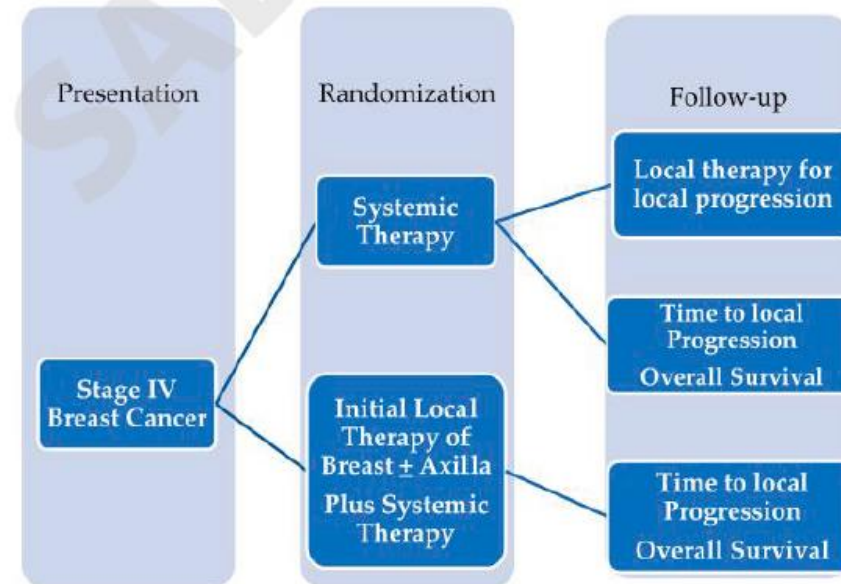 Presentation
Randomization
Follow-up
Systemic
Therapy
Local therapy for
local progression
Time to local
Progression
Overall Survival
Stage IV
Breast Cancer
Initial Local
Therapy of
Breast ± Axilla
Plus Systemic
Therapy
Time to local
Progression
Overall Survival